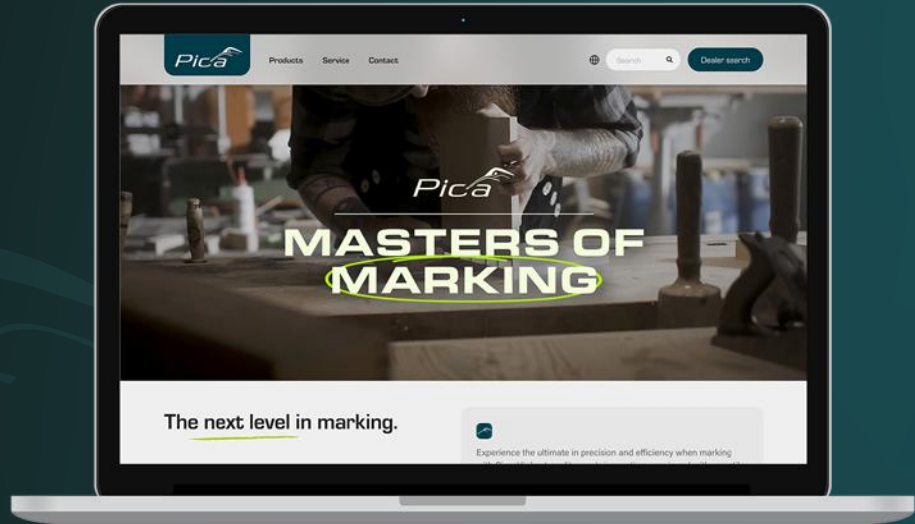 Pica
Products Service Contact
Search
Dealer search
Pica
MASTERS OF
MARKING
The next level in marking.
Experience the ultimate in precision and efficiency when marking